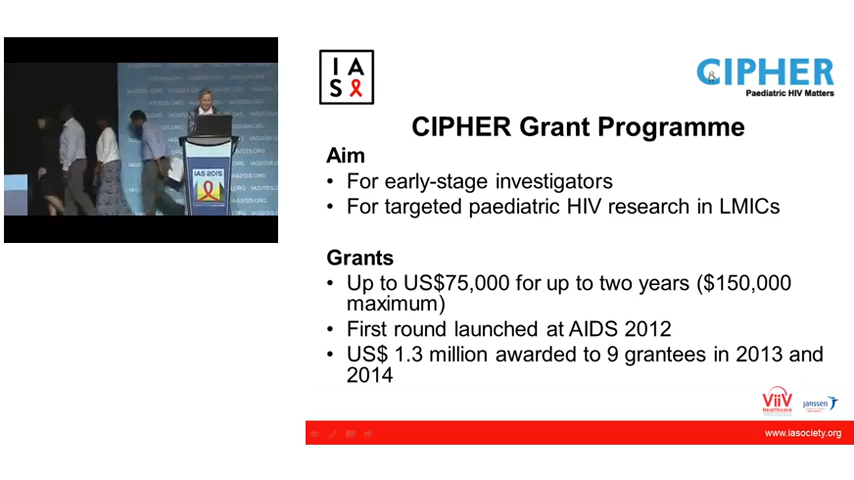 I A
S
CIPHER
Paediatric HIV Matters
CIPHER Grant Programme
Aim
• For early-stage investigators
• For targeted paediatric HIV research in LMICs
Grants
• Up to US$75,000 for up to two years ($150,000
maximum)
• First round launched at AIDS 2012
• US$ 1.3 million awarded to 9 grantees in 2013 and
2014
ViiV
Healthcare
janssen
www.iasociety.org
IAS 2015
IAS2015.ORG